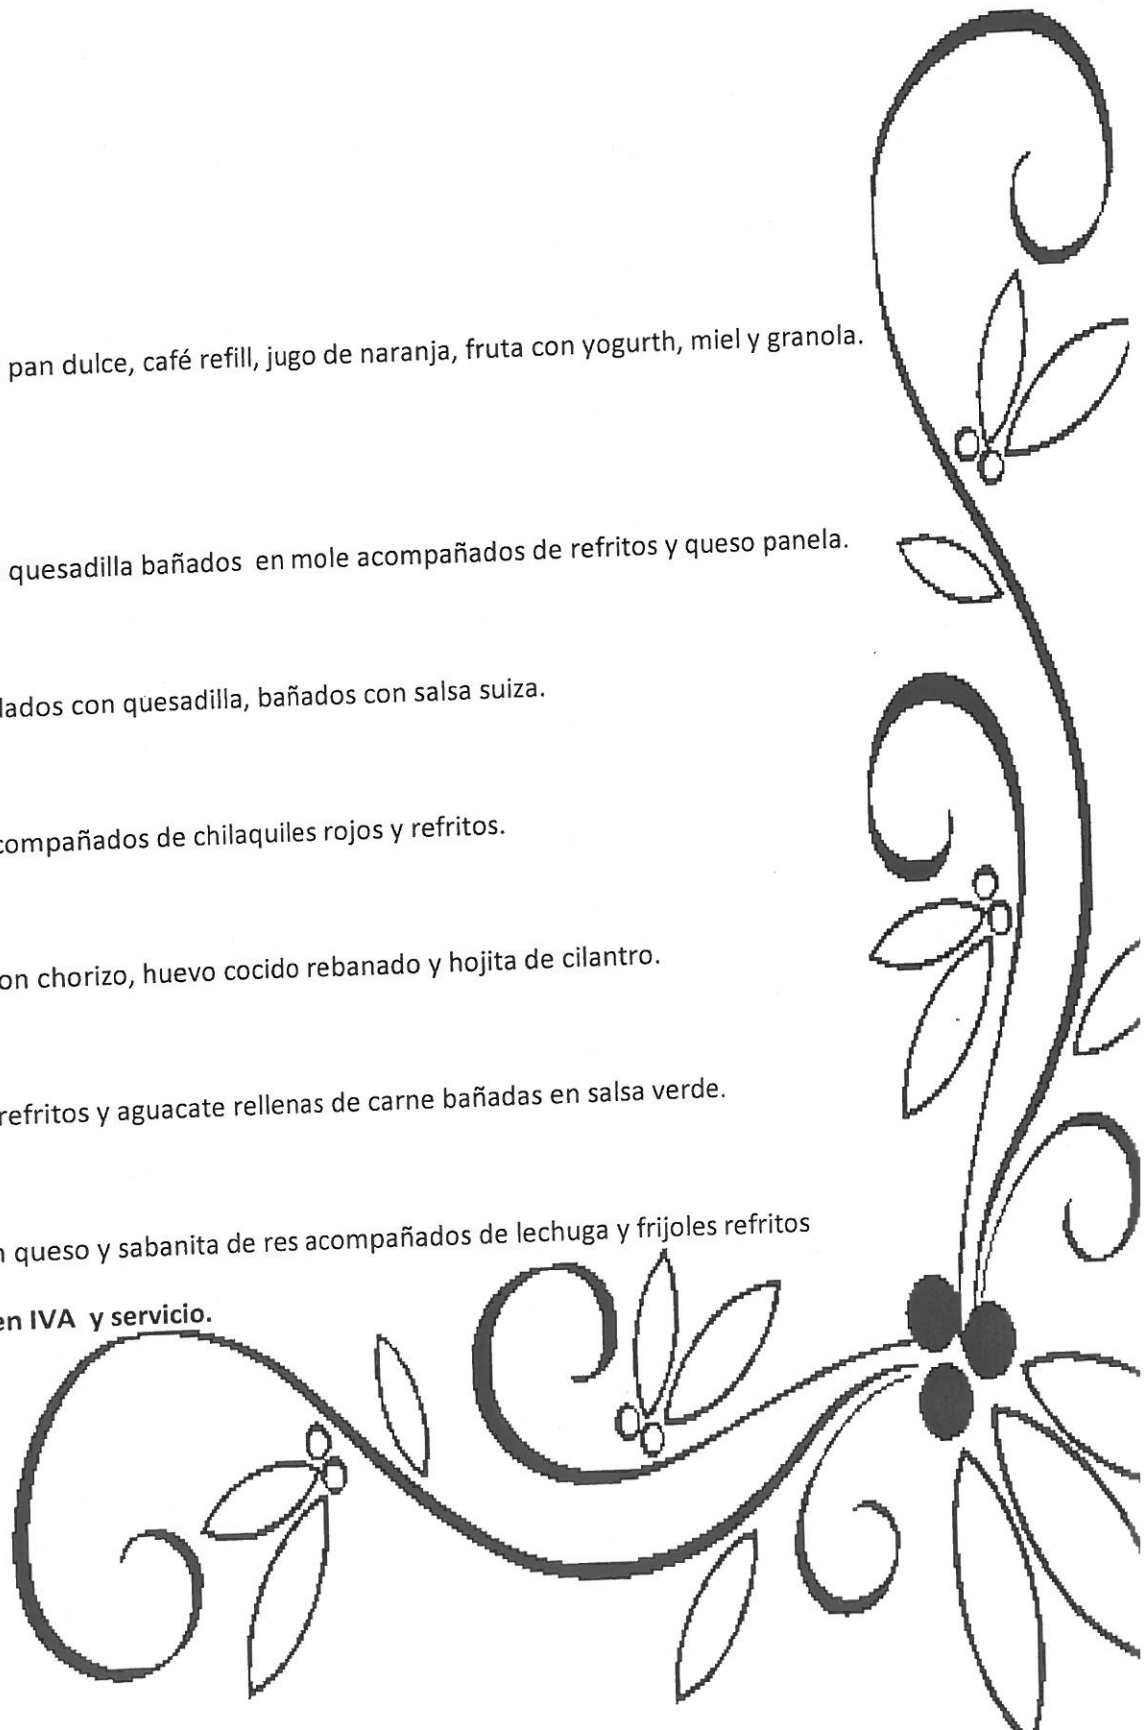 pan dulce, café refill, jugo de naranja, fruta con yogurth, miel y granola.
quesadilla bañados en mole acompañados de refritos y queso panela.
lados con quesadilla, bañados con salsa suiza.
compañados de chilaquiles rojos y refritos.
on chorizo, huevo cocido rebanado y hojita de cilantro.
refritos y aguacate rellenas de carne bañadas en salsa verde.
n queso y sabanita de res acompañados de lechuga y frijoles refritos
en IVA y servicio.